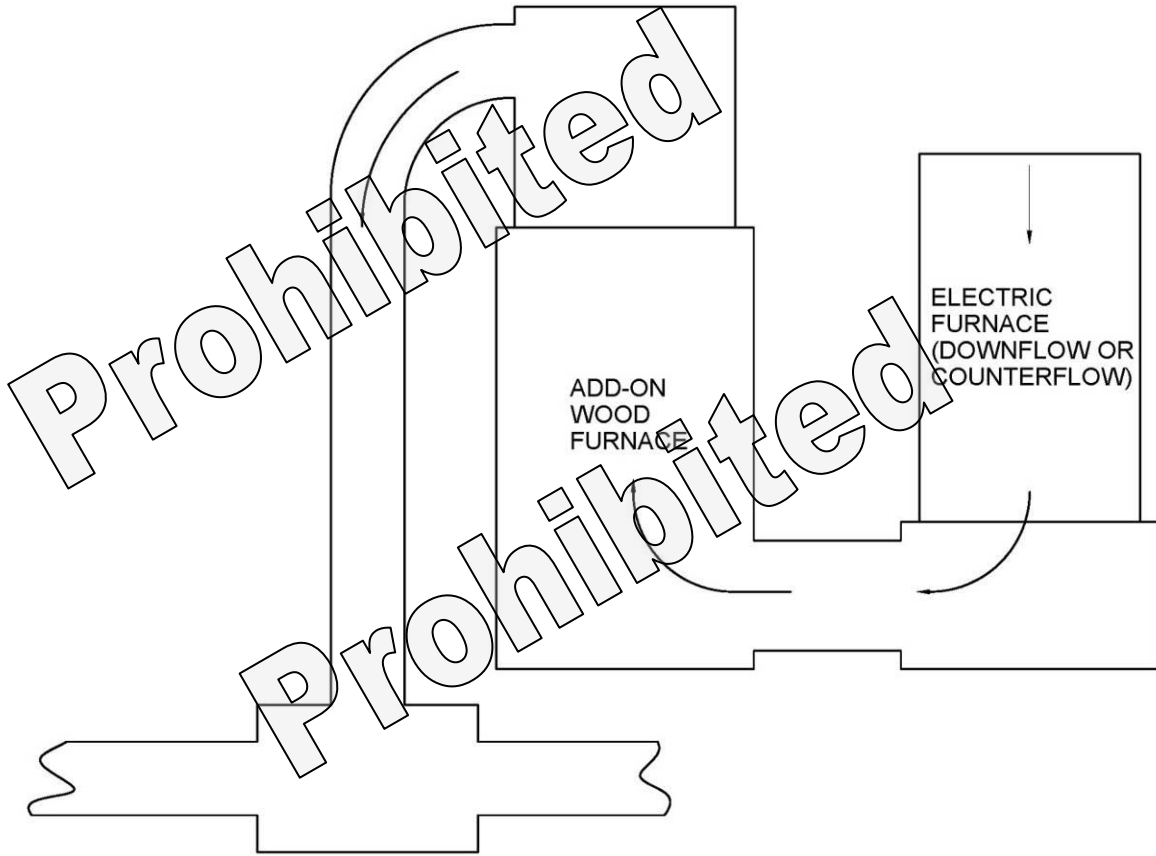 Prohibited
ELECTRIC
FURNACE
(DOWNFLOW OR
COUNTERFLOW)
ADD-ON
WOOD
FURNACE
Prohibited